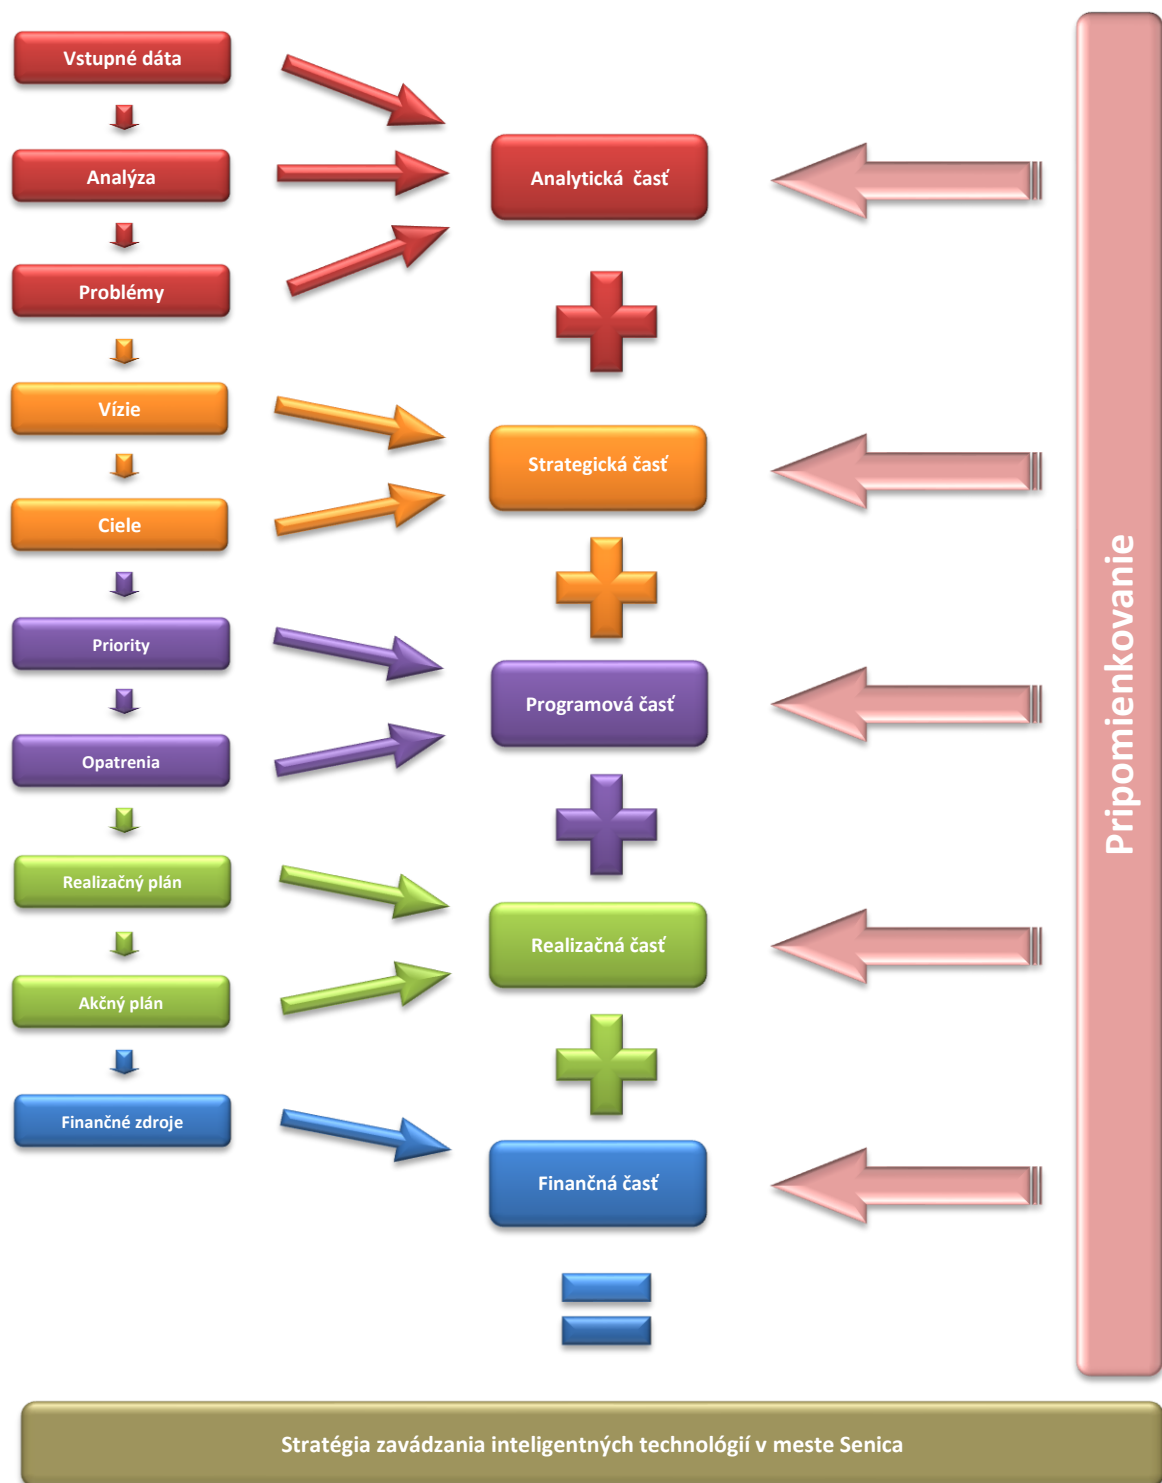 Vstupné dáta
Analýza
Problémy
Vízie
Ciele
Priority
Opatrenia
Realizačný plán
Akčný plán
Finančné zdroje
Analytická časť
Strategická časť
Programová časť
Realizačná časť
Finančná časť
Pripomienkovanie
Stratégia zavádzania inteligentných technológií v meste Senica